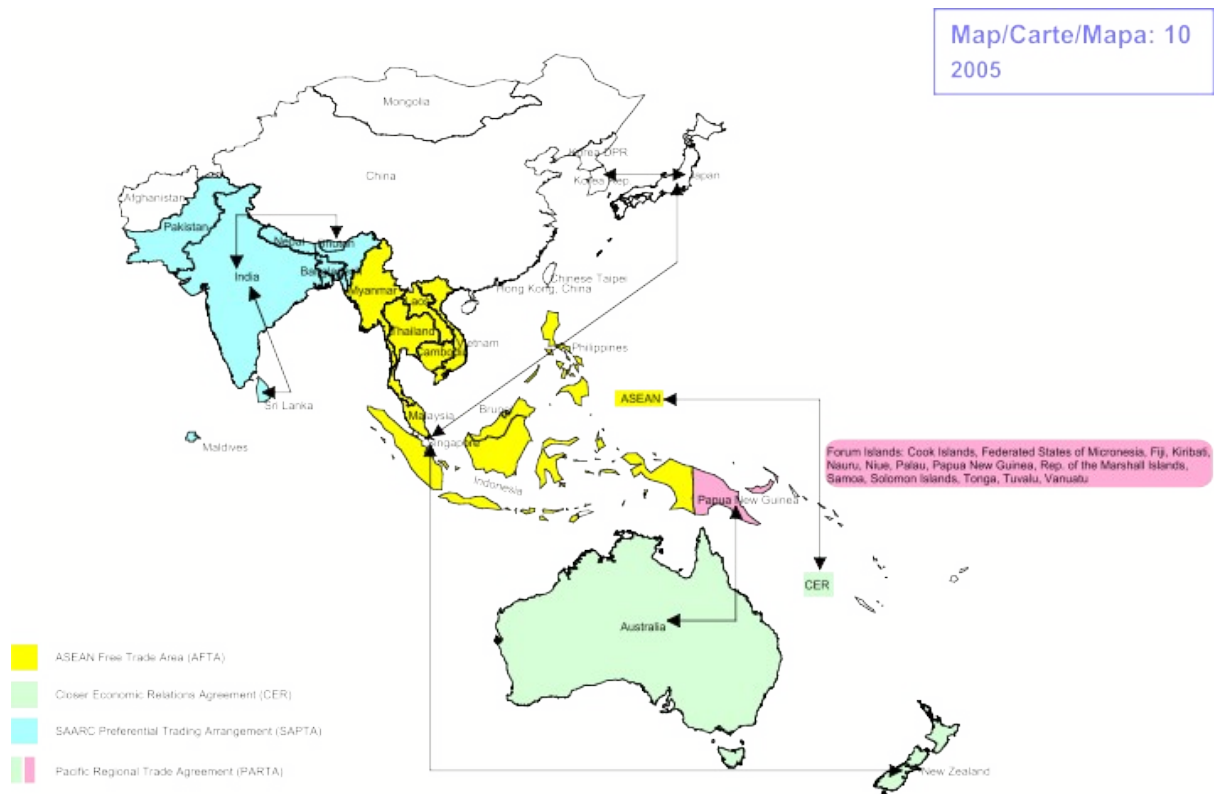 Map/Carte/Mapa: 10
2005
Mongolia
Korea DPR
Japan
China
Korea Rep.
Afghanistan
Pakistan
Nepal
Bhutan
Bangladesh
India
Chinese Taipei
Hong Kong, China
Myanmar
Laos
Thailand
Vietnam
Cambodia
Philippines
ASEAN
Sri Lanka
Malaysia
Brunei
Maldives
Singapore
Forum Islands: Cook Islands, Federated States of Micronesia, Fiji, Kiribati,
Nauru, Niue, Palau, Papua New Guinea, Rep. of the Marshall Islands,
Samoa, Solomon Islands, Tonga, Tuvalu, Vanuatu
Indonesia
Papua New Guinea
CER
Australia
ASEAN Free Trade Area (AFTA)
Closer Economic Relations Agreement (CER)
SAARC Preferential Trading Arrangement (SAPTA)
Pacific Regional Trade Agreement (PARTA)
New Zealand